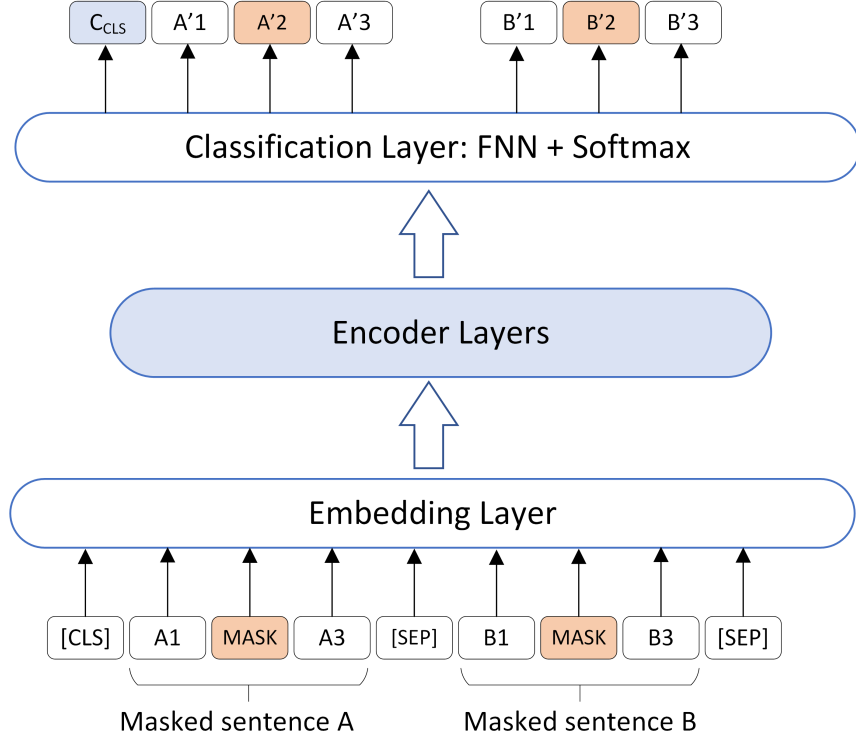 C_CLS A’1 A’2 A’3 B’1 B’2 B’3
Classification Layer: FNN + Softmax
Encoder Layers
Embedding Layer
[CLS] A1 MASK A3 [SEP] B1 MASK B3 [SEP]
Masked sentence A Masked sentence B